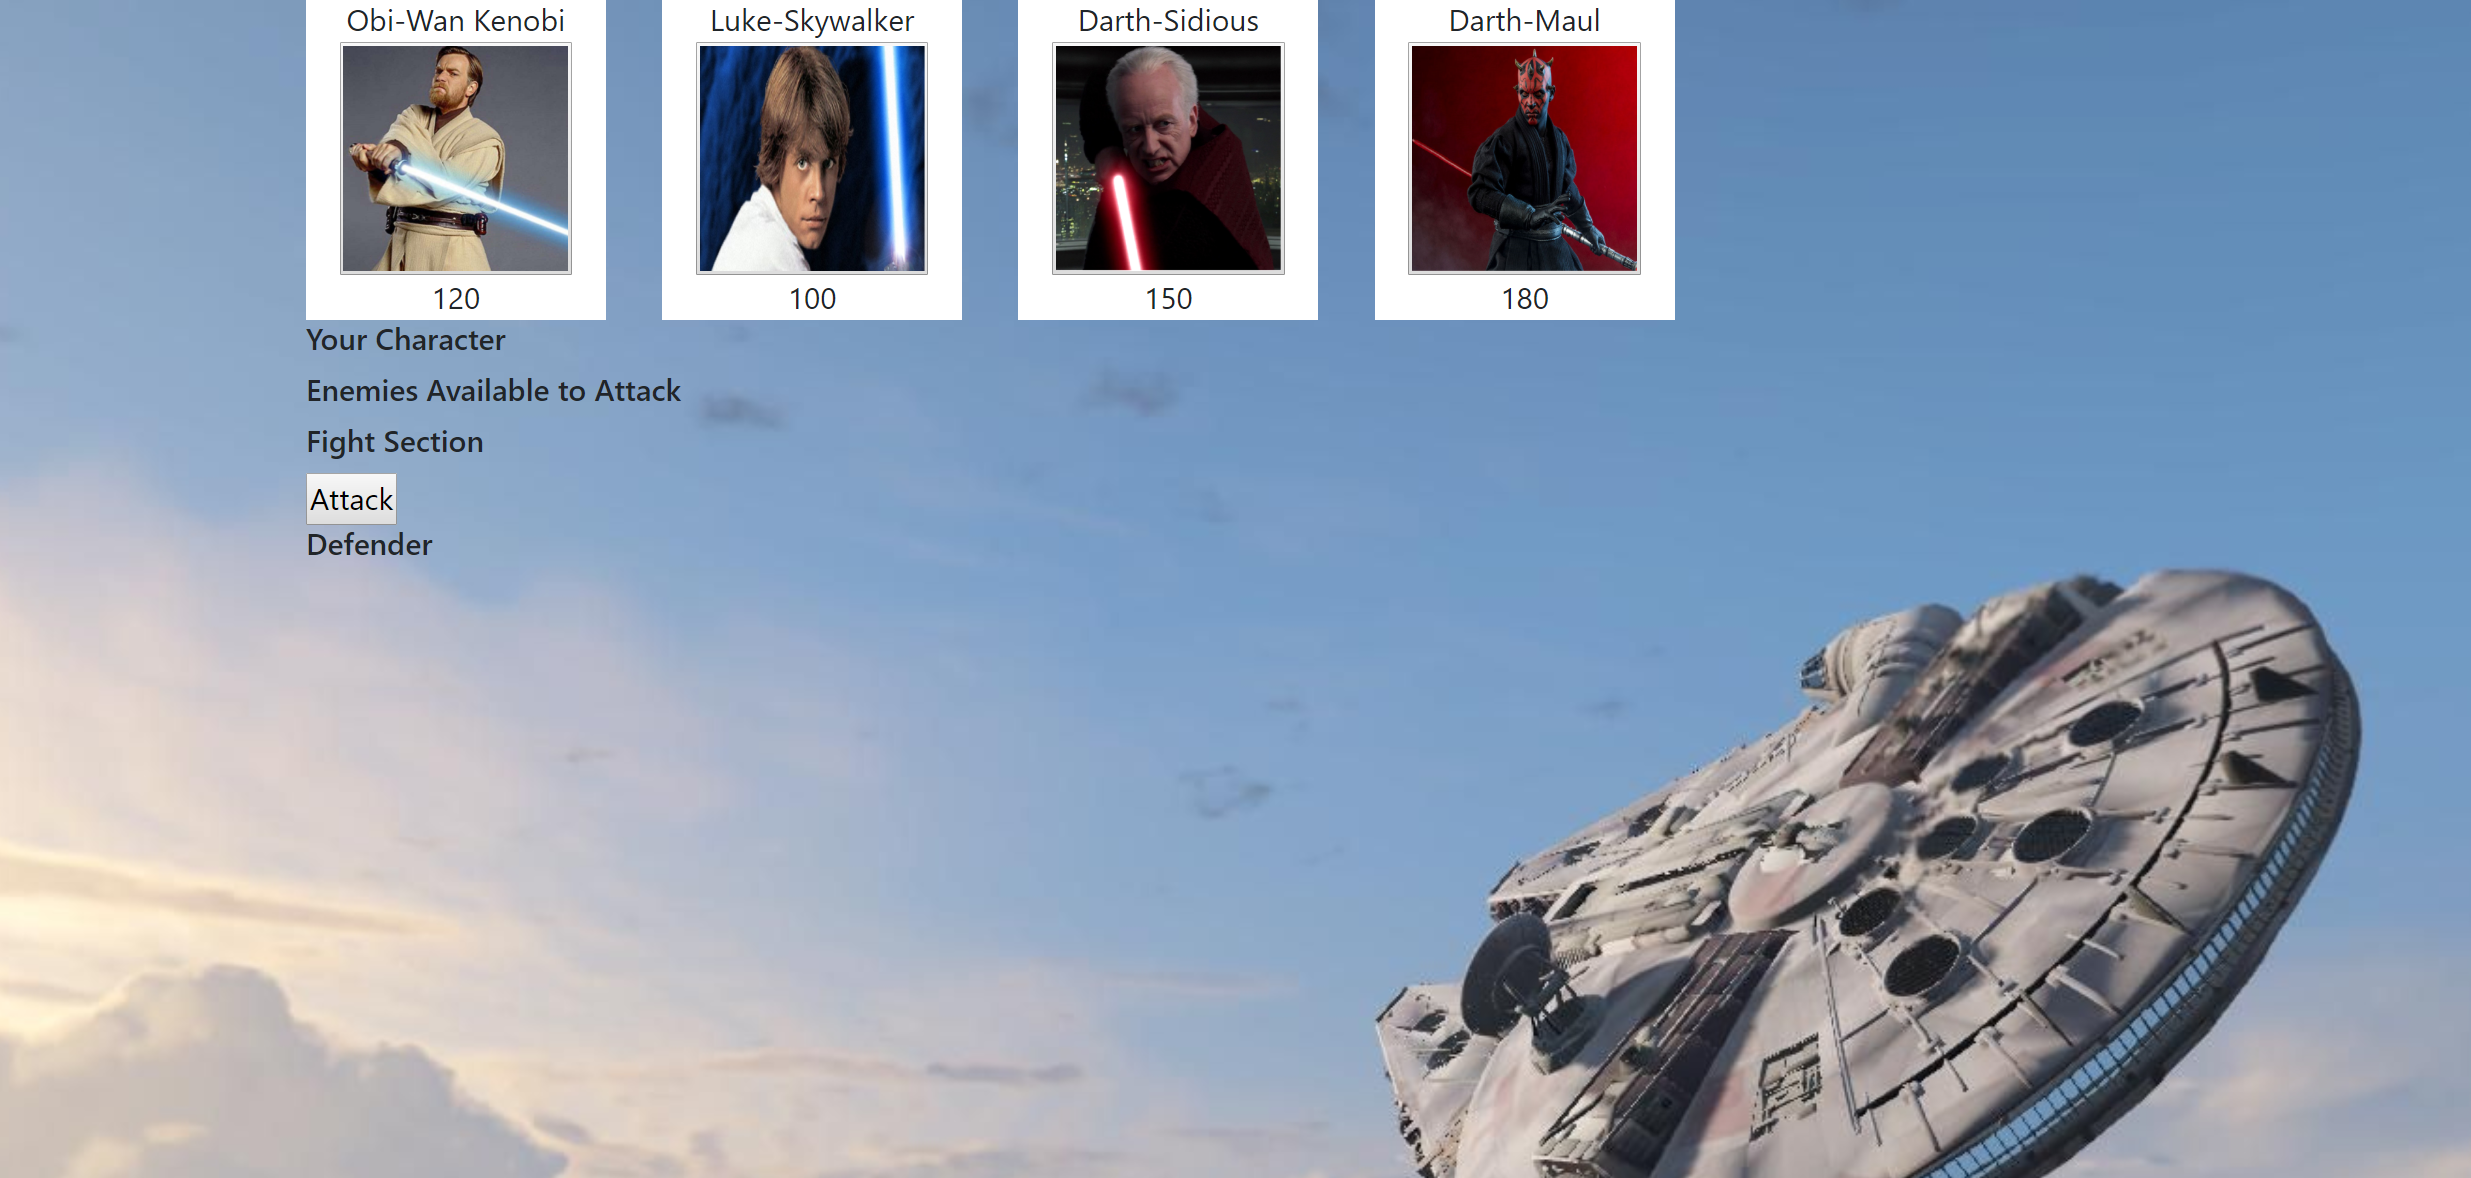 Obi-Wan Kenobi
Luke-Skywalker
Darth-Sidious
Darth-Maul
120
100
150
180
Your Character
Enemies Available to Attack
Fight Section
Attack
Defender